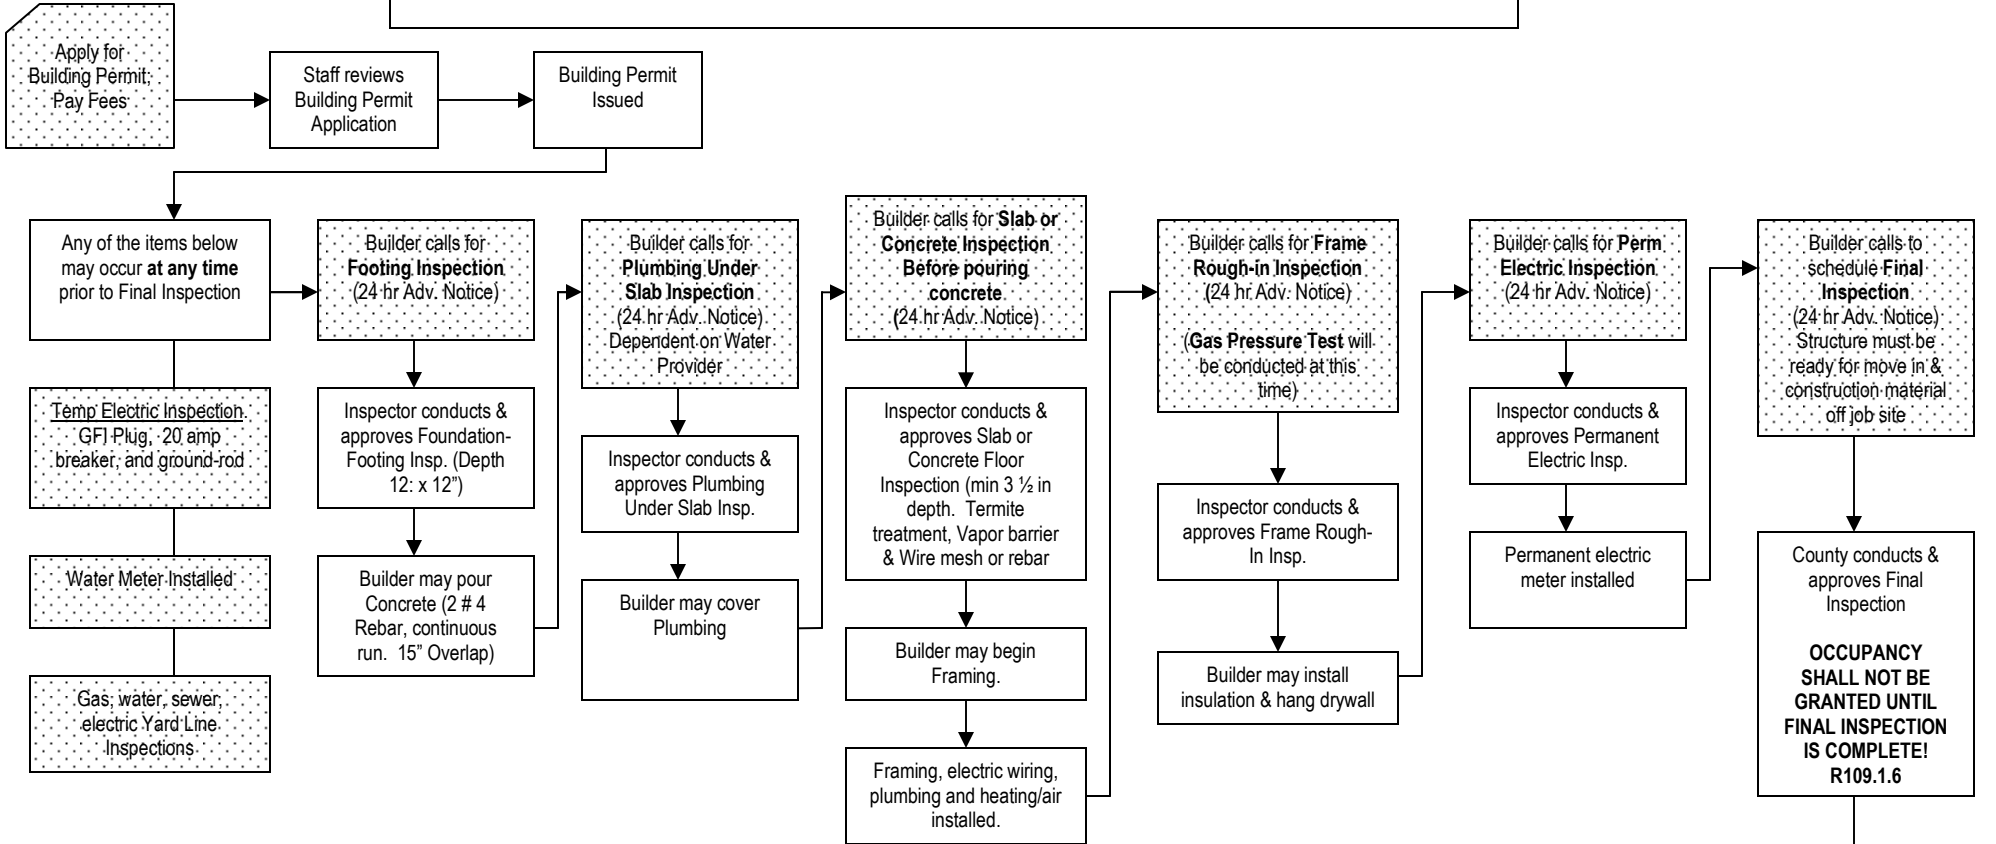 Apply for
Building Permit;
Pay Fees
Staff reviews
Building Permit
Application
Building Permit
Issued
Any of the items below
may occur at any time
prior to Final Inspection
Temp Electric Inspection
GFI Plug, 20 amp
breaker, and ground-rod
Water Meter Installed
Gas, water, sewer,
electric Yard Line
Inspections
Builder calls for
Footing Inspection
(24 hr Adv. Notice)
Inspector conducts &
approves Foundation-
Footing Insp. (Depth
12: x 12”)
Builder may pour
Concrete (2 # 4
Rebar, continuous
run. 15” Overlap)
Builder calls for
Plumbing Under
Slab Inspection
(24 hr Adv. Notice)
Dependent on Water
Provider
Inspector conducts &
approves Plumbing
Under Slab Insp.
Builder may cover
Plumbing
Builder calls for Slab or
Concrete Inspection
Before pouring
concrete
(24 hr Adv. Notice)
Inspector conducts &
approves Slab or
Concrete Floor
Inspection (min 3 ½ in
depth. Termite
treatment, Vapor barrier
& Wire mesh or rebar
Builder may begin
Framing.
Framing, electric wiring,
plumbing and heating/air
installed.
Builder calls for Frame
Rough-in Inspection
(24 hr Adv. Notice)
(Gas Pressure Test will
be conducted at this
time)
Inspector conducts &
approves Frame Rough-
In Insp.
Builder may install
insulation & hang drywall
Builder calls for Perm
Electric Inspection
(24 hr Adv. Notice)
Inspector conducts &
approves Permanent
Electric Insp.
Permanent electric
meter installed
Builder calls to
schedule Final
Inspection
(24 hr Adv. Notice)
Structure must be
ready for move in &
construction material
off job site
County conducts &
approves Final
Inspection
OCCUPANCY
SHALL NOT BE
GRANTED UNTIL
FINAL INSPECTION
IS COMPLETE!
R109.1.6